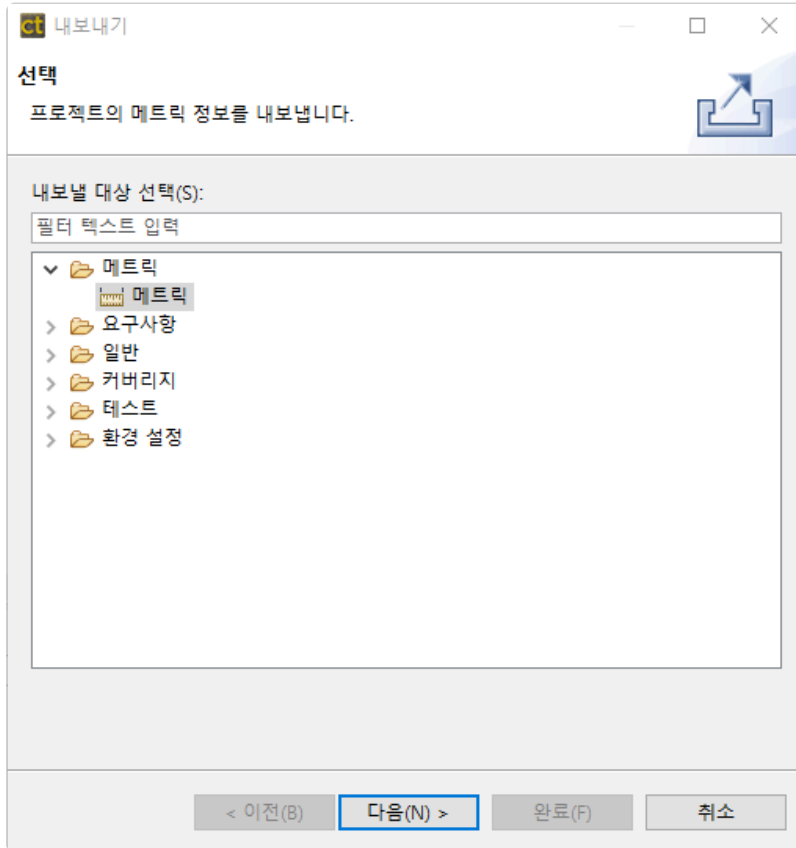 ct 내보내기
선택
프로젝트의 메트릭 정보를 내보냅니다.
내보낼 대상 선택(S):
필터 텍스트 입력
메트릭
메트릭
요구사항
일반
커버리지
테스트
환경 설정
< 이전(B) 다음(N) > 완료(F) 취소